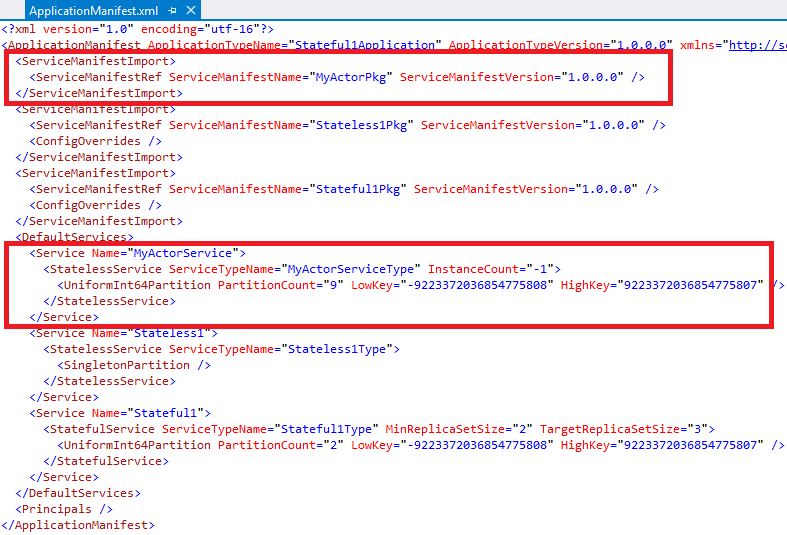 ApplicationManifest.xml
<?xml version="1.0" encoding="utf-16"?>
<ApplicationManifest ApplicationTypeName="Stateful1Application" ApplicationTypeVersion="1.0.0.0" xmlns="http://s
<ServiceManifestImport>
<ServiceManifestRef ServiceManifestName="MyActorPkg" ServiceManifestVersion="1.0.0.0" />
</ServiceManifestImport>
<ServiceManifestImport>
<ServiceManifestRef ServiceManifestName="Stateless1Pkg" ServiceManifestVersion="1.0.0.0" />
<ConfigOverrides />
</ServiceManifestImport>
<ServiceManifestImport>
<ServiceManifestRef ServiceManifestName="Stateful1Pkg" ServiceManifestVersion="1.0.0.0" />
<ConfigOverrides />
</ServiceManifestImport>
<DefaultServices>
<Service Name="MyActorService">
<StatelessService ServiceTypeName="MyActorServiceType" InstanceCount="-1">
<UniformInt64Partition PartitionCount="9" LowKey="-9223372036854775808" HighKey="9223372036854775807" />
</StatelessService>
</Service>
<Service Name="Stateless1">
<StatelessService ServiceTypeName="Stateless1Type">
<SingletonPartition />
</StatelessService>
</Service>
<Service Name="Stateful1">
<StatefulService ServiceTypeName="Stateful1Type" MinReplicaSetSize="2" TargetReplicaSetSize="3">
<UniformInt64Partition PartitionCount="2" LowKey="-9223372036854775808" HighKey="9223372036854775807" />
</StatefulService>
</Service>
</DefaultServices>
<Principals />
</ApplicationManifest>